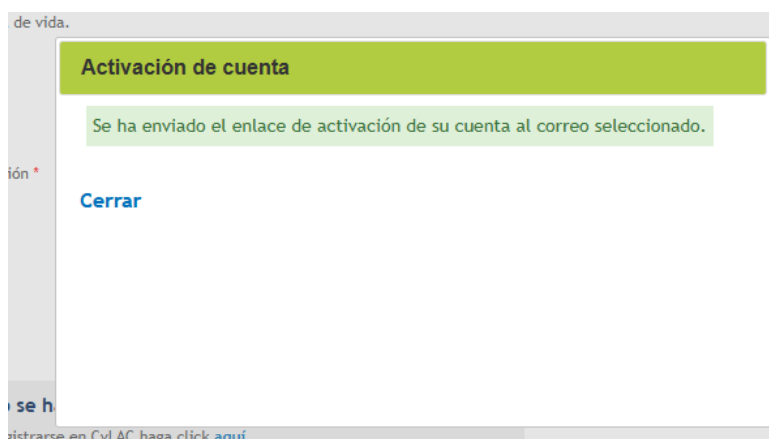 de vida.
Activación de cuenta
Se ha enviado el enlace de activación de su cuenta al correo seleccionado.
ión *
Cerrar
se h
gistrarse en CvLAC haga click aquí